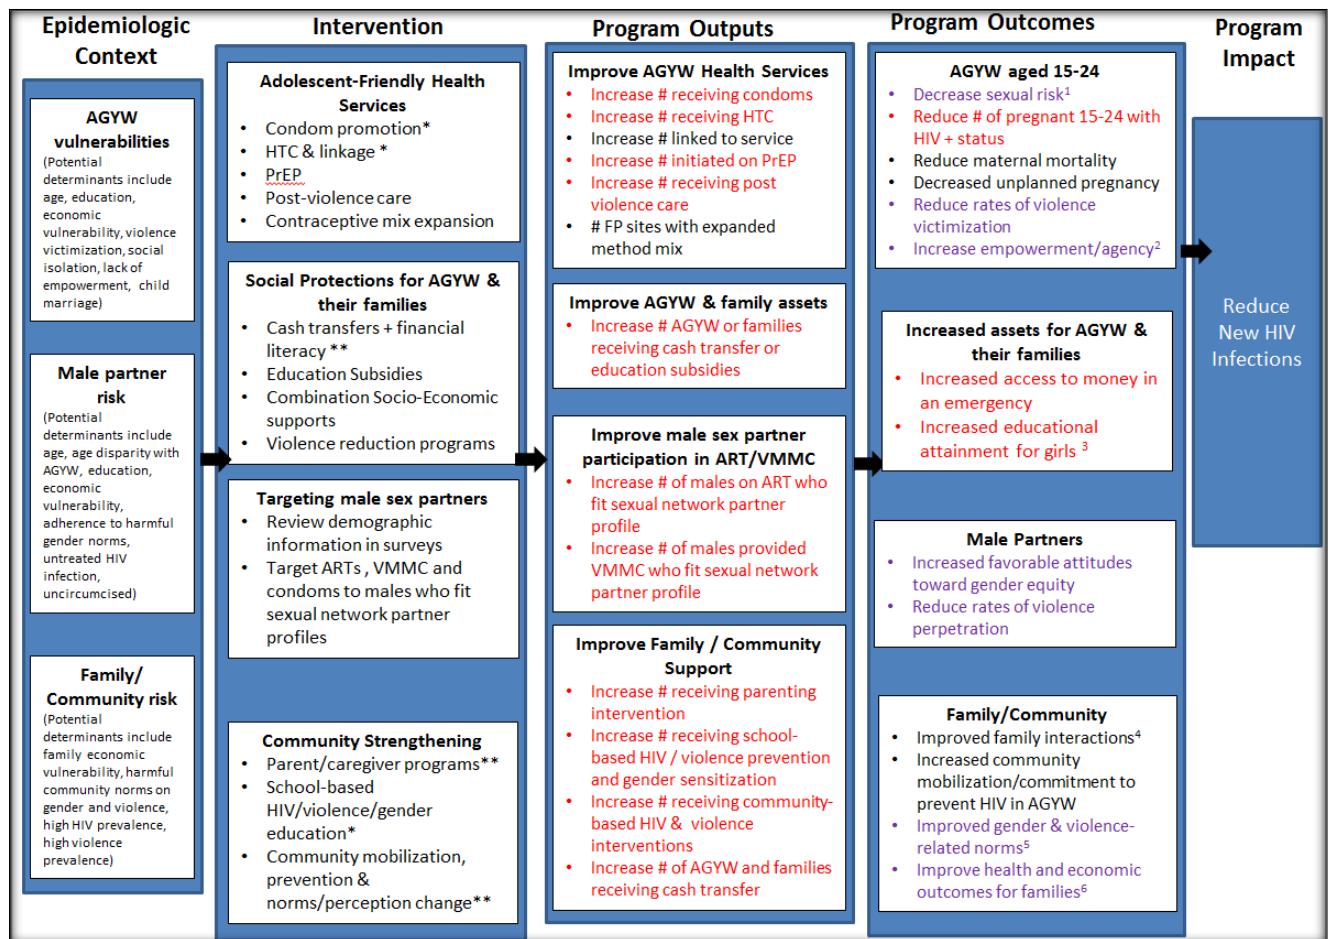 Epidemiologic
Context
AGYW
vulnerabilities
(Potential
determinants include
age, education,
economic
vulnerability, violence
victimization, social
isolation, lack of
empowerment, child
marriage)
Male partner
risk
(Potential
determinants include
age, age disparity with
AGYW, education,
economic
vulnerability,
adherence to harmful
gender norms,
untreated HIV
infection,
uncircumcised)
Family/
Community risk
(Potential
determinants include
family economic
vulnerability, harmful
community norms on
gender and violence,
high HIV prevalence,
high violence
prevalence)
Intervention
Adolescent-Friendly Health
Services
• Condom promotion*
• HTC & linkage *
• PrEP
• Post-violence care
• Contraceptive mix expansion
Social Protections for AGYW &
their families
• Cash transfers + financial
literacy **
• Education Subsidies
• Combination Socio-Economic
supports
• Violence reduction programs
Targeting male sex partners
• Review demographic
information in surveys
• Target ARTs , VMMC and
condoms to males who fit
sexual network partner
profiles
Community Strengthening
• Parent/caregiver programs**
• School-based
HIV/violence/gender
education*
• Community mobilization,
prevention &
norms/perception change**
Program Outputs
Improve AGYW Health Services
• Increase # receiving condoms
• Increase # receiving HTC
• Increase # linked to service
• Increase # initiated on PrEP
• Increase # receiving post
violence care
• # FP sites with expanded
method mix
Improve AGYW & family assets
• Increase # AGYW or families
receiving cash transfer or
education subsidies
Improve male sex partner
participation in ART/VMMC
• Increase # of males on ART who
fit sexual network partner
profile
• Increase # of males provided
VMMC who fit sexual network
partner profile
Improve Family / Community
Support
• Increase # receiving parenting
intervention
• Increase # receiving school-
based HIV / violence prevention
and gender sensitization
• Increase # receiving community-
based HIV & violence
interventions
• Increase # of AGYW and families
receiving cash transfer
Program Outcomes
AGYW aged 15-24
• Decrease sexual risk¹
• Reduce # of pregnant 15-24 with
HIV + status
• Reduce maternal mortality
• Decreased unplanned pregnancy
• Reduce rates of violence
victimization
• Increase empowerment/agency²
Increased assets for AGYW &
their families
• Increased access to money in
an emergency
• Increased educational
attainment for girls ³
Male Partners
• Increased favorable attitudes
toward gender equity
• Reduce rates of violence
perpetration
Family/Community
• Improved family interactions⁴
• Increased community
mobilization/commitment to
prevent HIV in AGYW
• Improved gender & violence-
related norms⁵
• Improve health and economic
outcomes for families⁶
Program
Impact
Reduce
New HIV
Infections